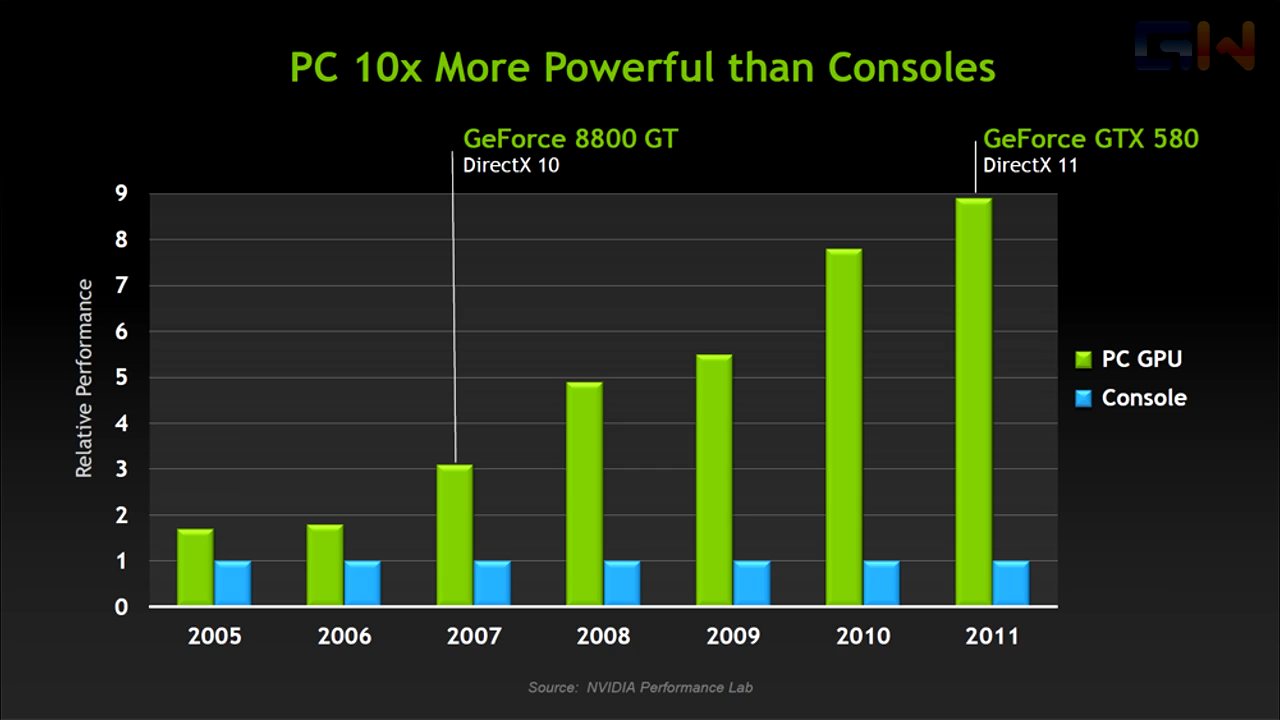 GW
PC 10x More Powerful than Consoles
GeForce 8800 GT
DirectX 10
GeForce GTX 580
DirectX 11
Relative Performance
9
8
7
6
5
4
3
2
1
0
2005 2006 2007 2008 2009 2010 2011
PC GPU
Console
Source: NVIDIA Performance Lab